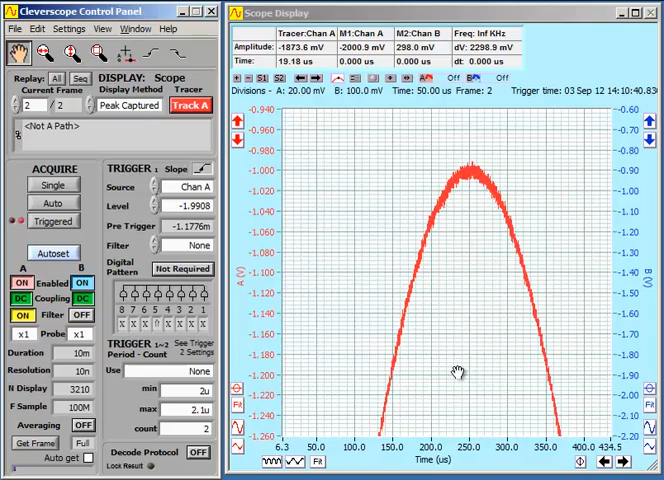 Cleverscope Control Panel
File Edit Settings View Window Help
Replay: All Seq DISPLAY: Scope
Current Frame Display Method Tracer
2 / 2 Peak Captured Track A
<Not A Path>
ACQUIRE
Single
Auto
Triggered
Autoset
A B
ON Enabled ON
DC Coupling DC
ON Filter OFF
x1 Probe x1
Duration 10m
Resolution 10n
N Display 3210
F Sample 100M
Averaging OFF
Get Frame Full
Auto get
TRIGGER 1 Slope
Source Chan A
Level -1.9908
Pre Trigger -1.1776m
Filter None
Digital
Pattern Not Required
8 7 6 5 4 3 2 1
TRIGGER 1~2 See Trigger
Period - Count 2 Settings
Use None
min 2u
max 2.1u
count 2
Decode Protocol OFF
Lock Result
Scope Display
Tracer:Chan A M1:Chan A M2:Chan B Freq: Inf KHz
Amplitude: -1873.6 mV -2000.9 mV 298.0 mV dV: 2298.9 mV
Time: 19.18 us 0.000 us 0.000 us dt: 0.000 us
S1 S2 A Off B Off
Divisions - A: 20.00 mV B: 100.0 mV Time: 50.00 us Frame: 2 Trigger time: 03 Sep 12 14:10:40.830
-0.940 -0.60
-0.960 -0.70
-0.980 -0.80
-1.000 -0.90
-1.020 -1.00
-1.040 -1.10
-1.060 -1.20
-1.080 -1.30
-1.100 -1.40
-1.120 -1.50
-1.140 -1.60
-1.160 -1.70
-1.180 -1.80
-1.200 -1.90
-1.220 -2.00
-1.240 -2.10
-1.260 -2.20
A (V)
B (V)
Fit
Fit
6.3 50.0 100.0 150.0 200.0 250.0 300.0 350.0 400.0 434.5
Time (us)
Fit